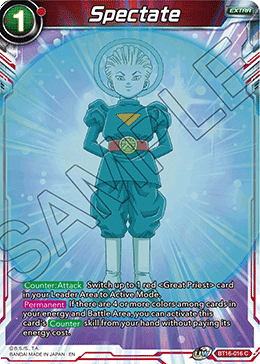 1
Spectate
EXTRA
SAMPLE
Counter:Attack Switch up to 1 red <Great Priest> card
in your Leader Area to Active Mode.
Permanent If there are 4 or more colors among cards in
your energy and Battle Area, you can activate this
card's Counter skill from your hand without paying its
energy cost.
©B.S./S., T.A.
BANDAI MADE IN JAPAN EN
UW
BT16-016 C